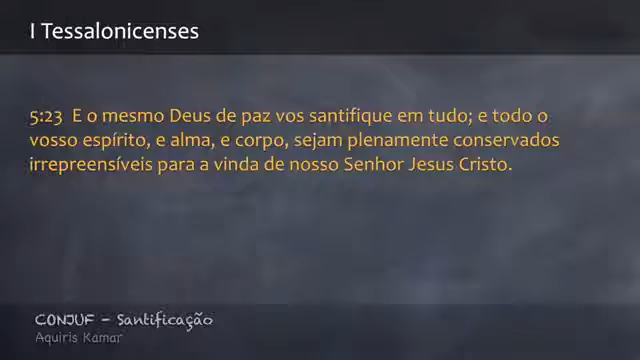 I Tessalonicenses
5:23 E o mesmo Deus de paz vos santifique em tudo; e todo o
vosso espírito, e alma, e corpo, sejam plenamente conservados
irrepreensíveis para a vinda de nosso Senhor Jesus Cristo.
CONJUF - Santificação
Aquiris Kamar